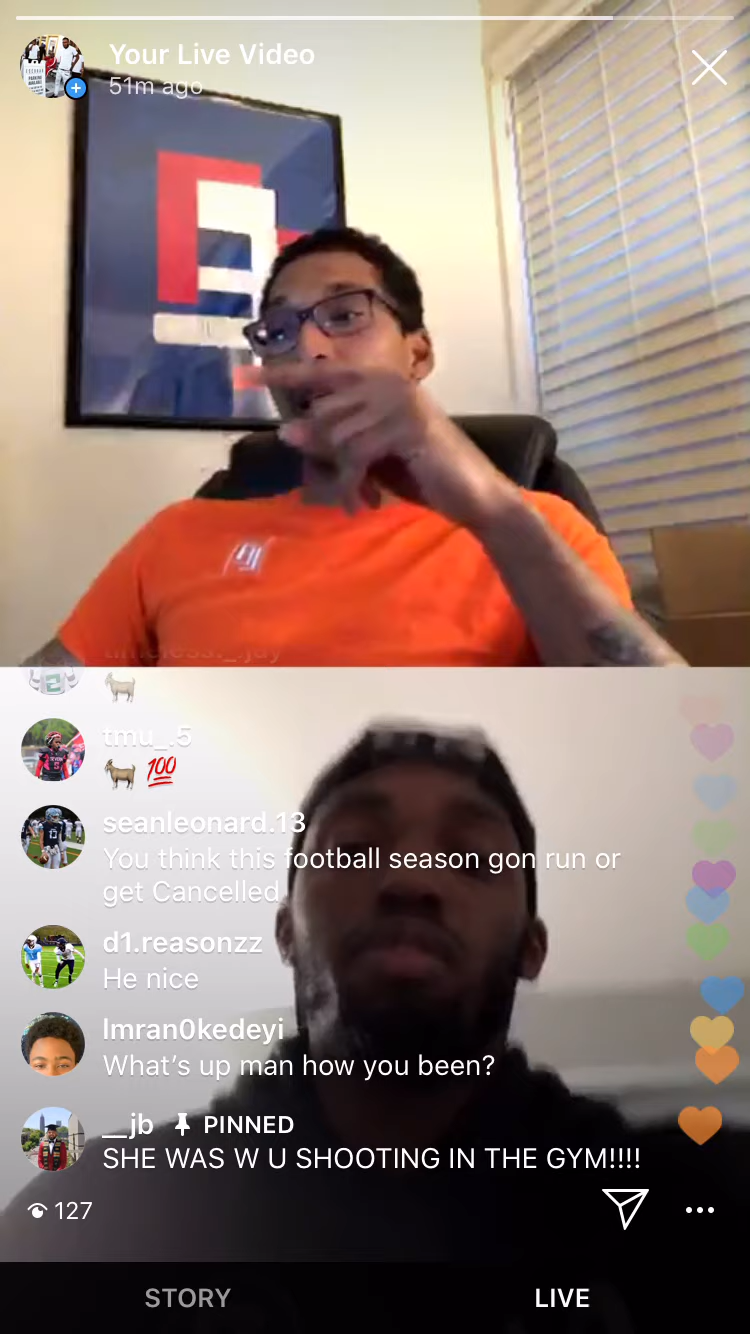 Your Live Video
51m ago
timeless._.jay
🐐
tmu_.5
🐐 💯
seanleonard.13
You think this football season gon run or
get Cancelled
d1.reasonzz
He nice
Imran0kedeyi
What’s up man how you been?
__jb PINNED
SHE WAS W U SHOOTING IN THE GYM!!!!
127
STORY
LIVE